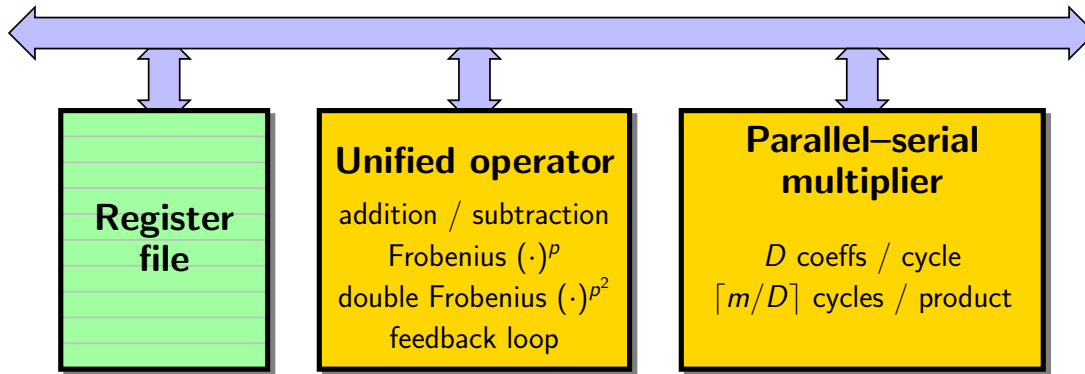 Register
file
Unified operator
addition / subtraction
Frobenius (·)^p
double Frobenius (·)^{p^2}
feedback loop
Parallel–serial
multiplier
D coeffs / cycle
⌈m/D⌉ cycles / product